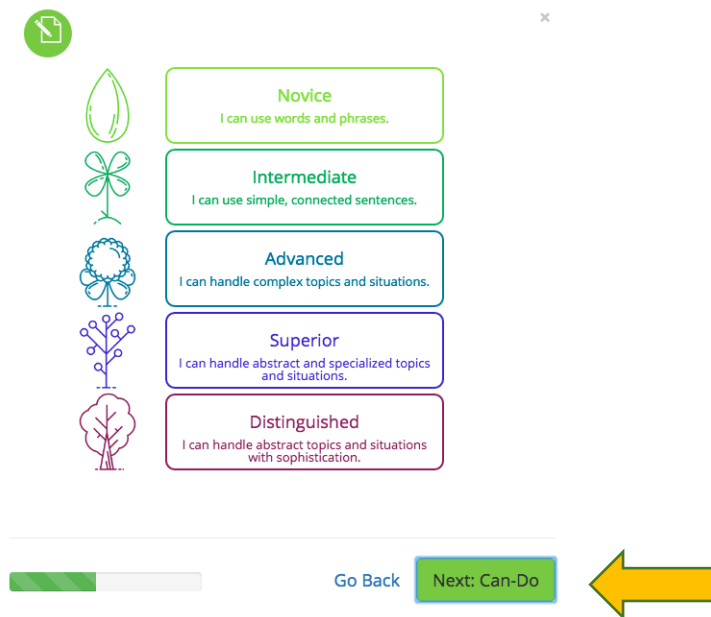 ×
Novice
I can use words and phrases.
Intermediate
I can use simple, connected sentences.
Advanced
I can handle complex topics and situations.
Superior
I can handle abstract and specialized topics
and situations.
Distinguished
I can handle abstract topics and situations
with sophistication.
Go Back Next: Can-Do